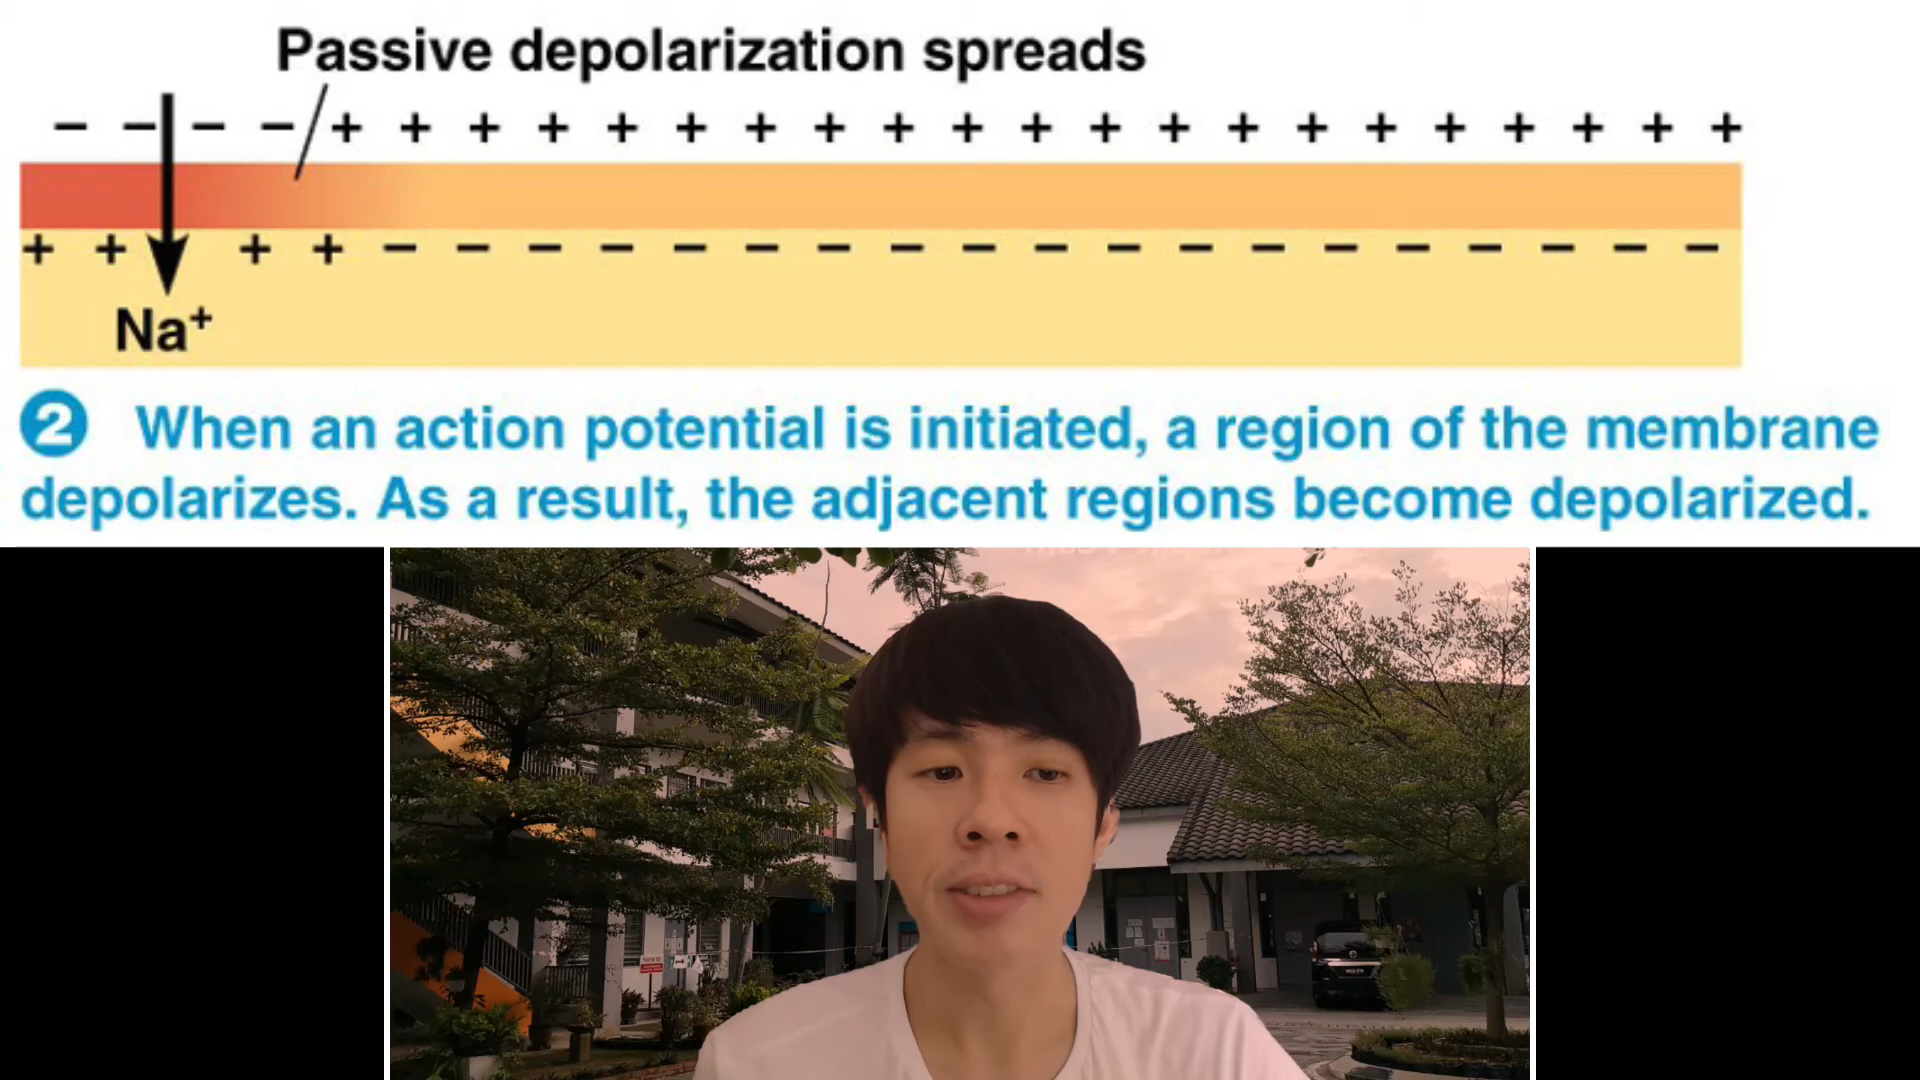 Passive depolarization spreads
− − − − + + + + + + + + + + + + + + + + + + + + +
+ + + + − − − − − − − − − − − − − − − − − − −
Na⁺
2 When an action potential is initiated, a region of the membrane
depolarizes. As a result, the adjacent regions become depolarized.